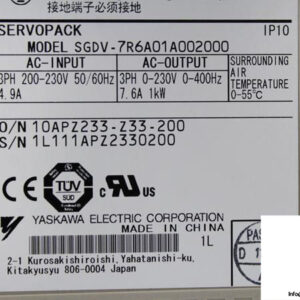 接地端子必须接地
SERVOPACK IP10
MODEL SGDV-7R6A01A002000
AC-INPUT AC-OUTPUT SURROUNDING AIR TEMPERATURE 0-55℃
3PH 200-230V 50/60Hz 3PH 0-230V 0-400Hz
4.9A 7.6A 1kW
O/N 10APZ233-Z33-200
S/N 1L111APZ2330200
TÜV
SÜD
c UL US
YASKAWA ELECTRIC CORPORATION
MADE IN CHINA
1L
2-1 Kurosakishiroishi, Yahatanishi-ku,
Kitakyusyu 806-0004 Japan